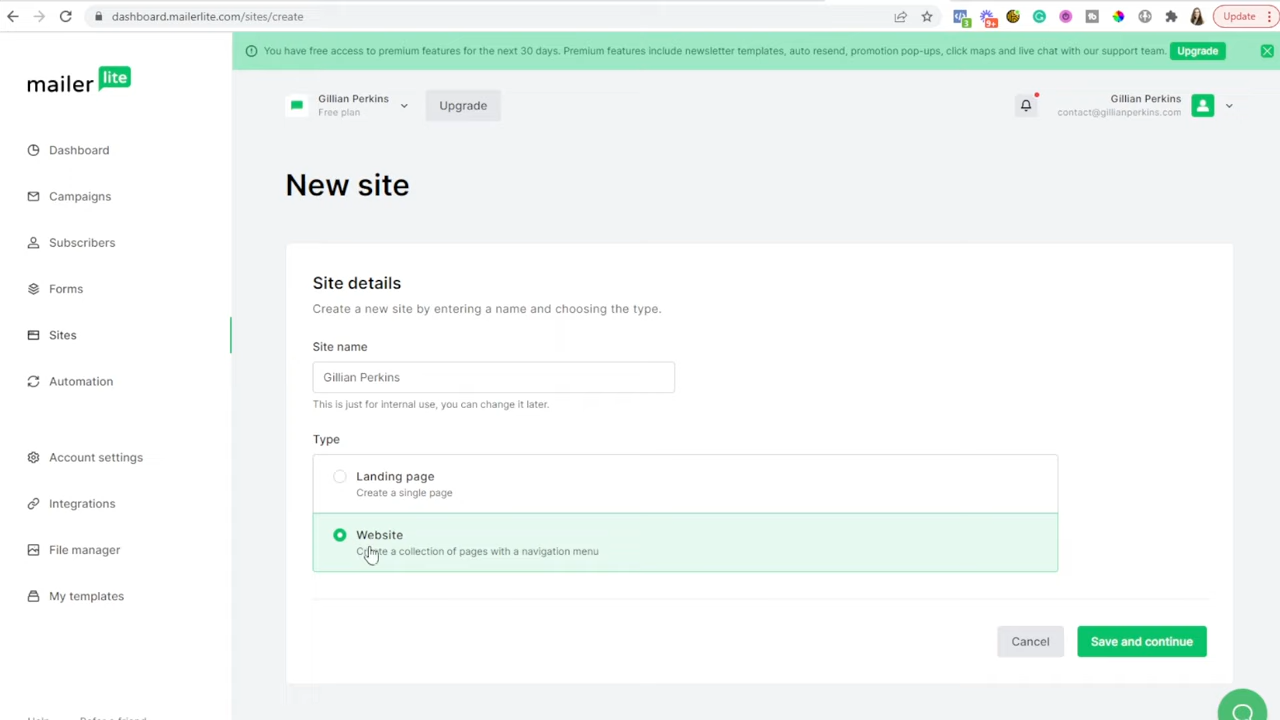 dashboard.mailerlite.com/sites/create
Update
3
9+
You have free access to premium features for the next 30 days. Premium features include newsletter templates, auto resend, promotion pop-ups, click maps and live chat with our support team.
Upgrade
mailer lite
Gillian Perkins
Free plan
Upgrade
Gillian Perkins
contact@gillianperkins.com
Dashboard
Campaigns
Subscribers
Forms
Sites
Automation
Account settings
Integrations
File manager
My templates
Help
Refer a friend
New site
Site details
Create a new site by entering a name and choosing the type.
Site name
Gillian Perkins
This is just for internal use, you can change it later.
Type
Landing page
Create a single page
Website
Create a collection of pages with a navigation menu
Cancel
Save and continue